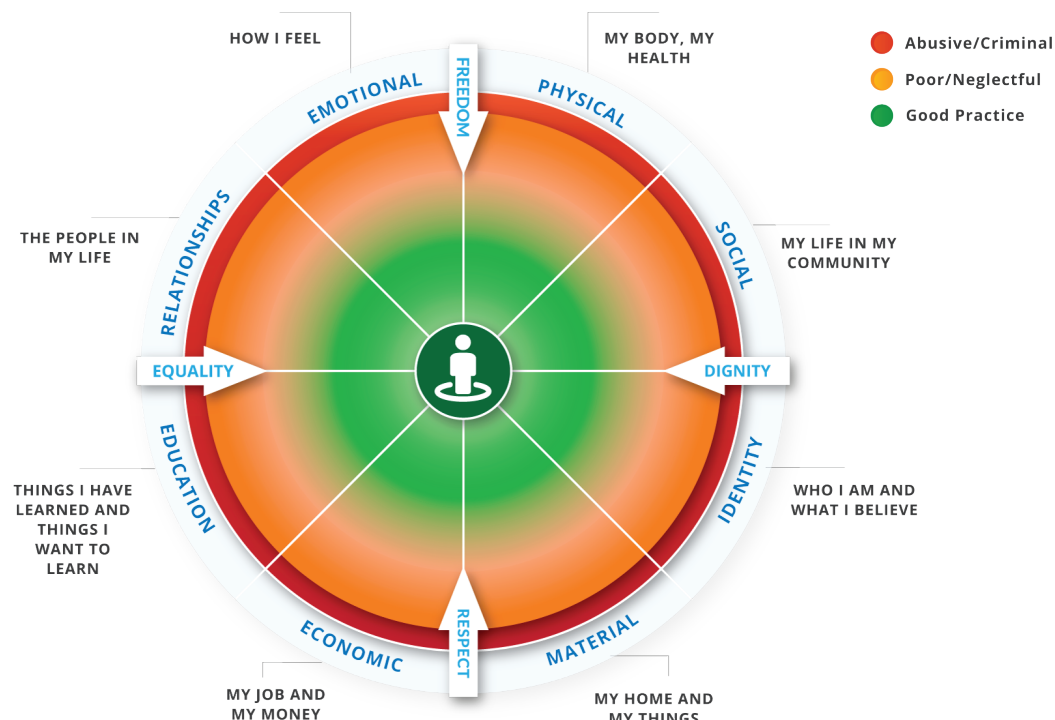 HOW I FEEL
MY BODY, MY
HEALTH
Abusive/Criminal
Poor/Neglectful
Good Practice
FREEDOM
EMOTIONAL
PHYSICAL
RELATIONSHIPS
SOCIAL
THE PEOPLE IN
MY LIFE
MY LIFE IN MY
COMMUNITY
EQUALITY
DIGNITY
EDUCATION
IDENTITY
THINGS I HAVE
LEARNED AND
THINGS I
WANT TO
LEARN
WHO I AM AND
WHAT I BELIEVE
ECONOMIC
RESPECT
MATERIAL
MY JOB AND
MY MONEY
MY HOME AND
MY THINGS